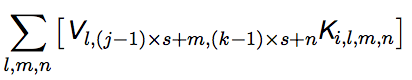 ∑_{l,m,n} [ V_{l,(j−1)×s+m,(k−1)×s+n} K_{i,l,m,n} ]